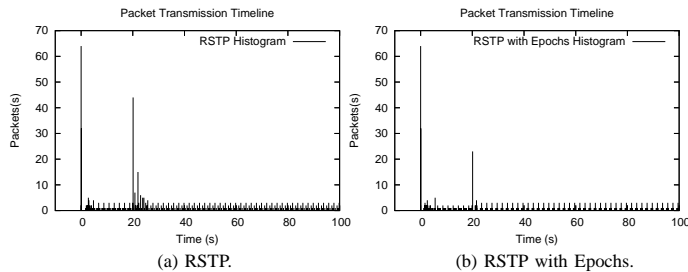 Packet Transmission Timeline
RSTP Histogram
Packets(s)
70
60
50
40
30
20
10
0
0 20 40 60 80 100
Time (s)
(a) RSTP.
Packet Transmission Timeline
RSTP with Epochs Histogram
Packets(s)
70
60
50
40
30
20
10
0
0 20 40 60 80 100
Time (s)
(b) RSTP with Epochs.